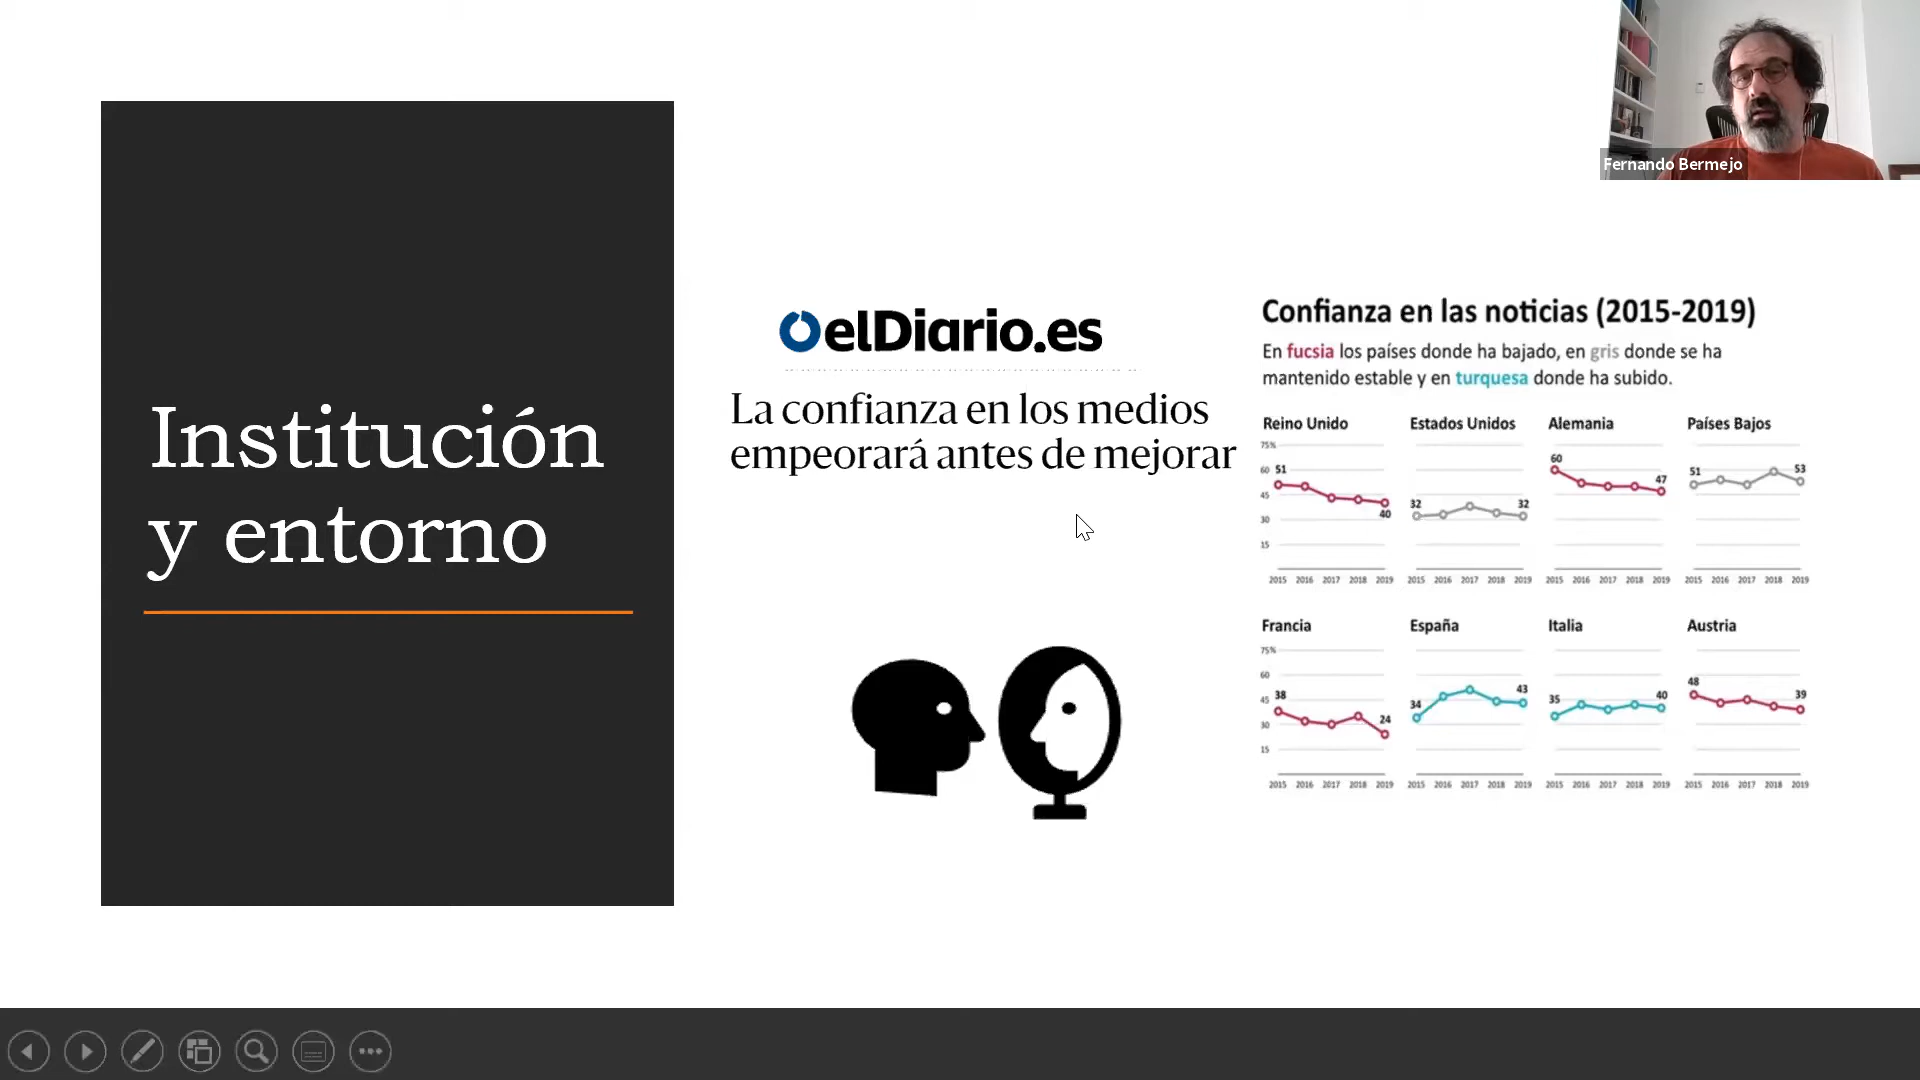 Fernando Bermejo
Institución
y entorno
elDiario.es
La confianza en los medios
empeorará antes de mejorar
Confianza en las noticias (2015-2019)
En fucsia los países donde ha bajado, en gris donde se ha
mantenido estable y en turquesa donde ha subido.
Reino Unido
75%
60
45
30
15
51
40
2015 2016 2017 2018 2019
Estados Unidos
32
32
2015 2016 2017 2018 2019
Alemania
60
47
2015 2016 2017 2018 2019
Países Bajos
51
53
2015 2016 2017 2018 2019
Francia
75%
60
45
30
15
38
24
2015 2016 2017 2018 2019
España
34
43
2015 2016 2017 2018 2019
Italia
35
40
2015 2016 2017 2018 2019
Austria
48
39
2015 2016 2017 2018 2019